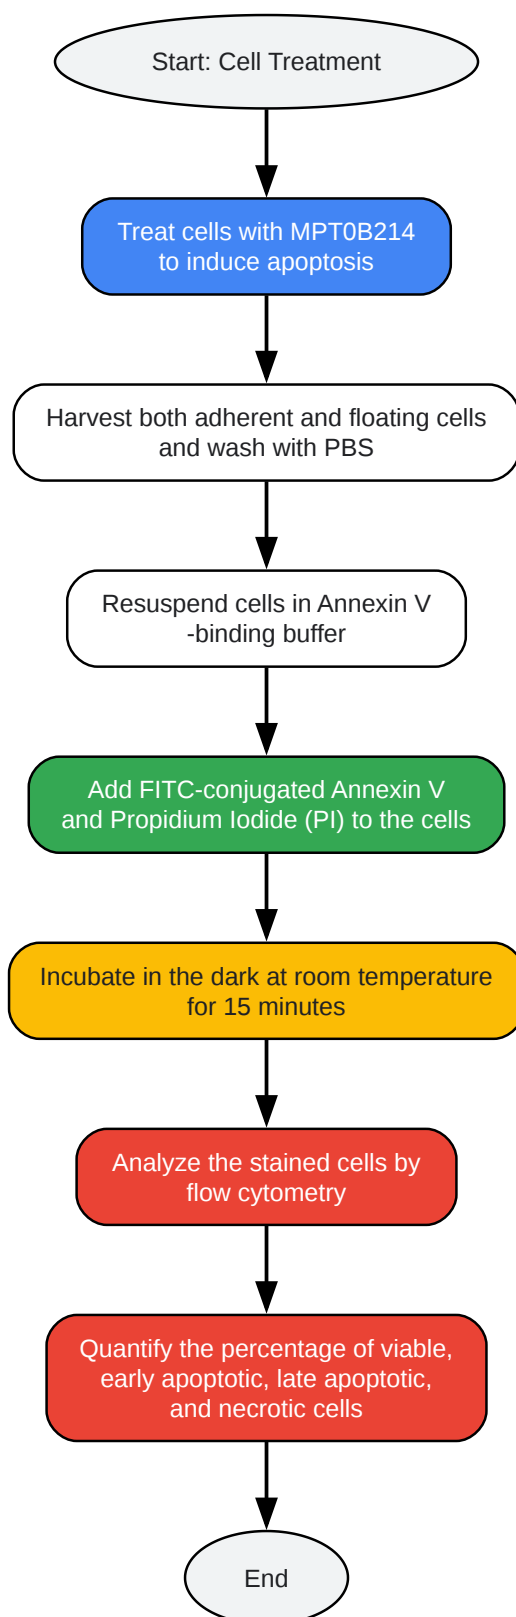 Start: Cell Treatment
Treat cells with MPT0B214
to induce apoptosis
Harvest both adherent and floating cells
and wash with PBS
Resuspend cells in Annexin V
-binding buffer
Add FITC-conjugated Annexin V
and Propidium Iodide (PI) to the cells
Incubate in the dark at room temperature
for 15 minutes
Analyze the stained cells by
flow cytometry
Quantify the percentage of viable,
early apoptotic, late apoptotic,
and necrotic cells
End